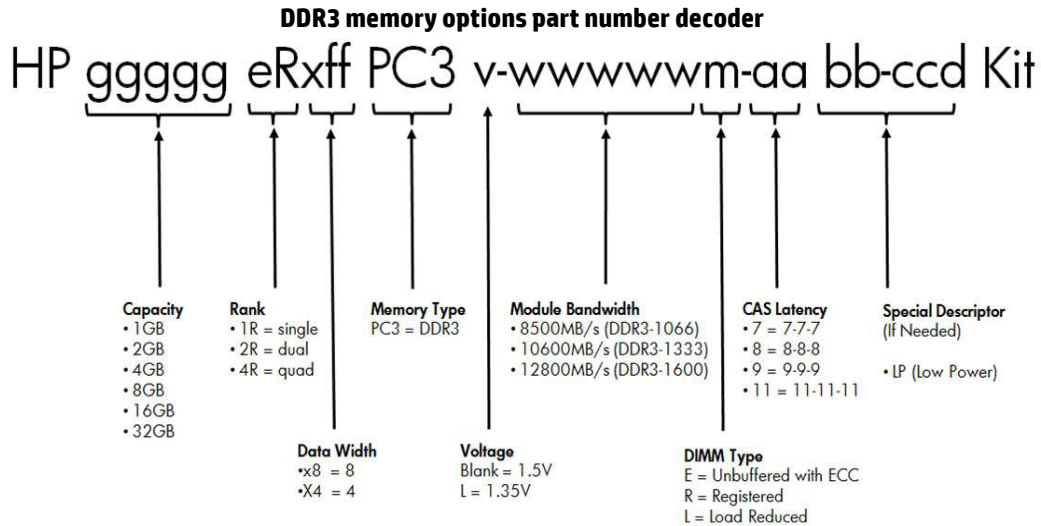 DDR3 memory options part number decoder
HP ggggg eRxff PC3 v-wwwwwm-aa bb-ccd Kit
Capacity
• 1GB
• 2GB
• 4GB
• 8GB
• 16GB
• 32GB
Rank
• 1R = single
• 2R = dual
• 4R = quad
Memory Type
PC3 = DDR3
Module Bandwidth
• 8500MB/s (DDR3-1066)
• 10600MB/s (DDR3-1333)
• 12800MB/s (DDR3-1600)
CAS Latency
• 7 = 7-7-7
• 8 = 8-8-8
• 9 = 9-9-9
• 11 = 11-11-11
Special Descriptor
(If Needed)
• LP (Low Power)
Data Width
•x8 = 8
•X4 = 4
Voltage
Blank = 1.5V
L = 1.35V
DIMM Type
E = Unbuffered with ECC
R = Registered
L = Load Reduced